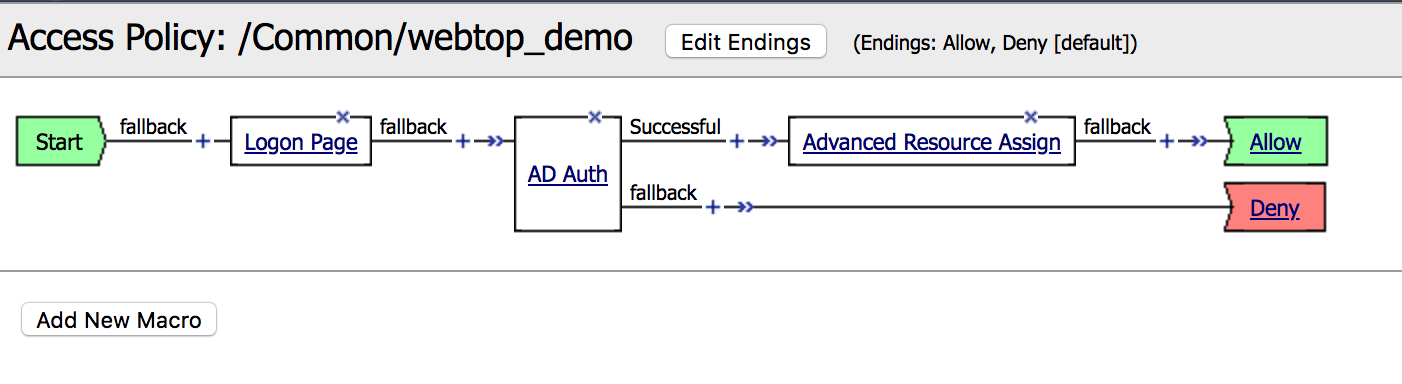 Access Policy: /Common/webtop_demo Edit Endings (Endings: Allow, Deny [default])
Start fallback + Logon Page fallback + AD Auth Successful + Advanced Resource Assign fallback + Allow
fallback + Deny
Add New Macro